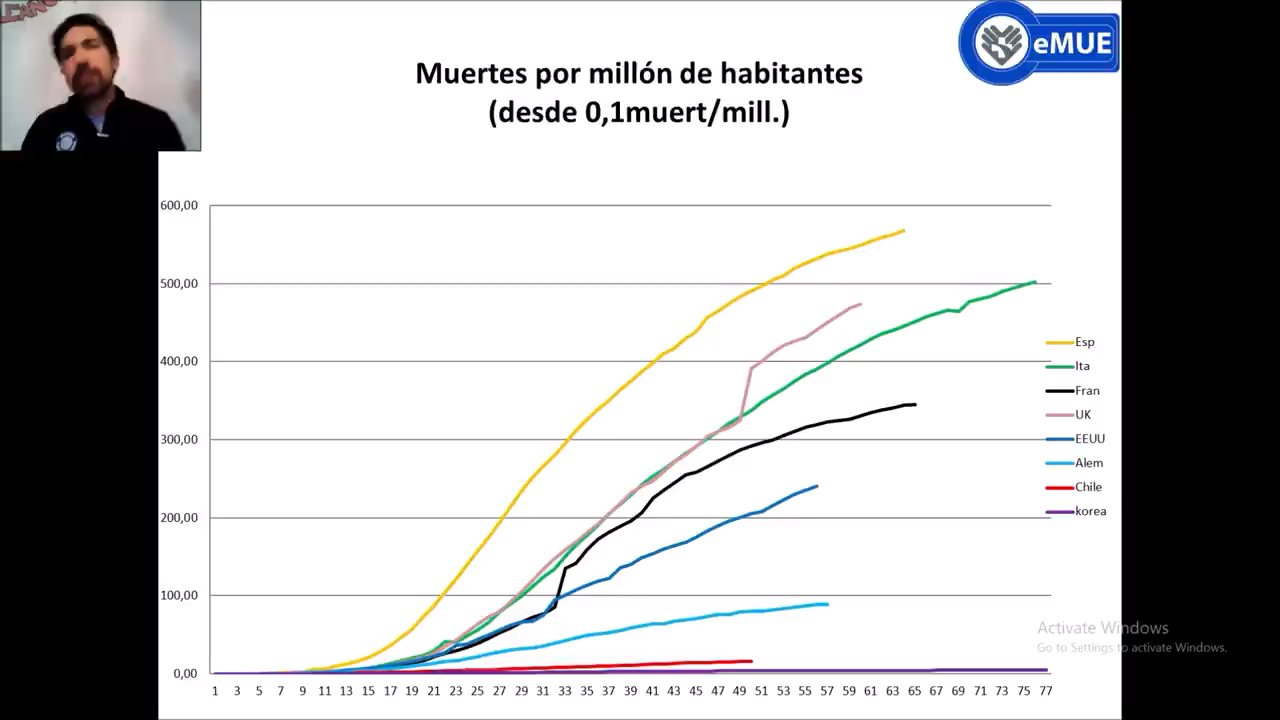 eMUE
Muertes por millón de habitantes
(desde 0,1muert/mill.)
600,00
500,00
400,00
300,00
200,00
100,00
0,00
1 3 5 7 9 11 13 15 17 19 21 23 25 27 29 31 33 35 37 39 41 43 45 47 49 51 53 55 57 59 61 63 65 67 69 71 73 75 77
Esp
Ita
Fran
UK
EEUU
Alem
Chile
korea
Activate Windows
Go to Settings to activate Windows.